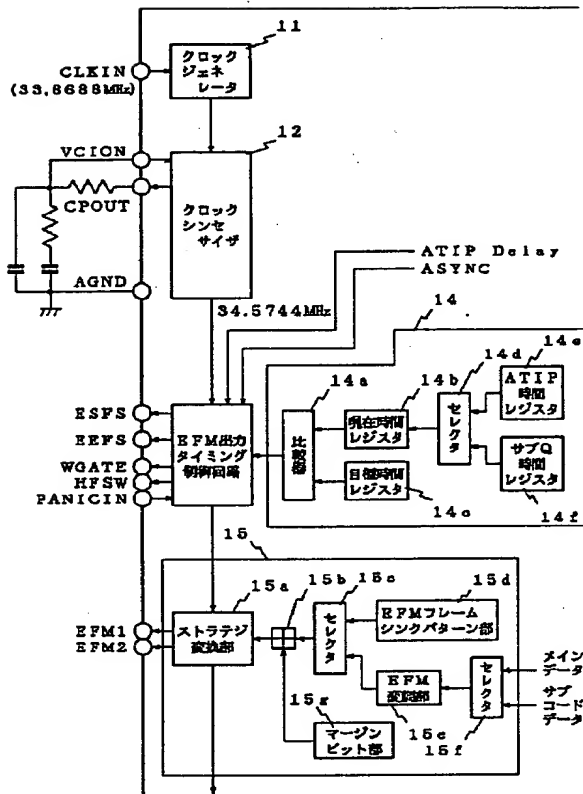 11
クロック
ジェネ
レータ
CLKIN
(33.8688MHz)
12
VCION
クロック
シンセ
サイザ
CPOUT
AGND
34.5744MHz
ATIP Delay
ASYNC
14
14a
14b
14d
14e
ATIP
時間
レジスタ
セレクタ
現在時間
レジスタ
比較器
目標時間
レジスタ
サブQ
時間
レジスタ
14c
14f
ESFS
EEFS
WGATE
HFSW
PANICIN
EFM出力
タイミング
制御回路
15
15a
15b
15c
15d
EFM1
EFM2
ストラテジ
変換部
セレクタ
EFMフレーム
シンクパターン部
EFM
変調部
セレクタ
メイン
データ
サブ
コード
データ
15g
マージン
ビット部
15e
15f